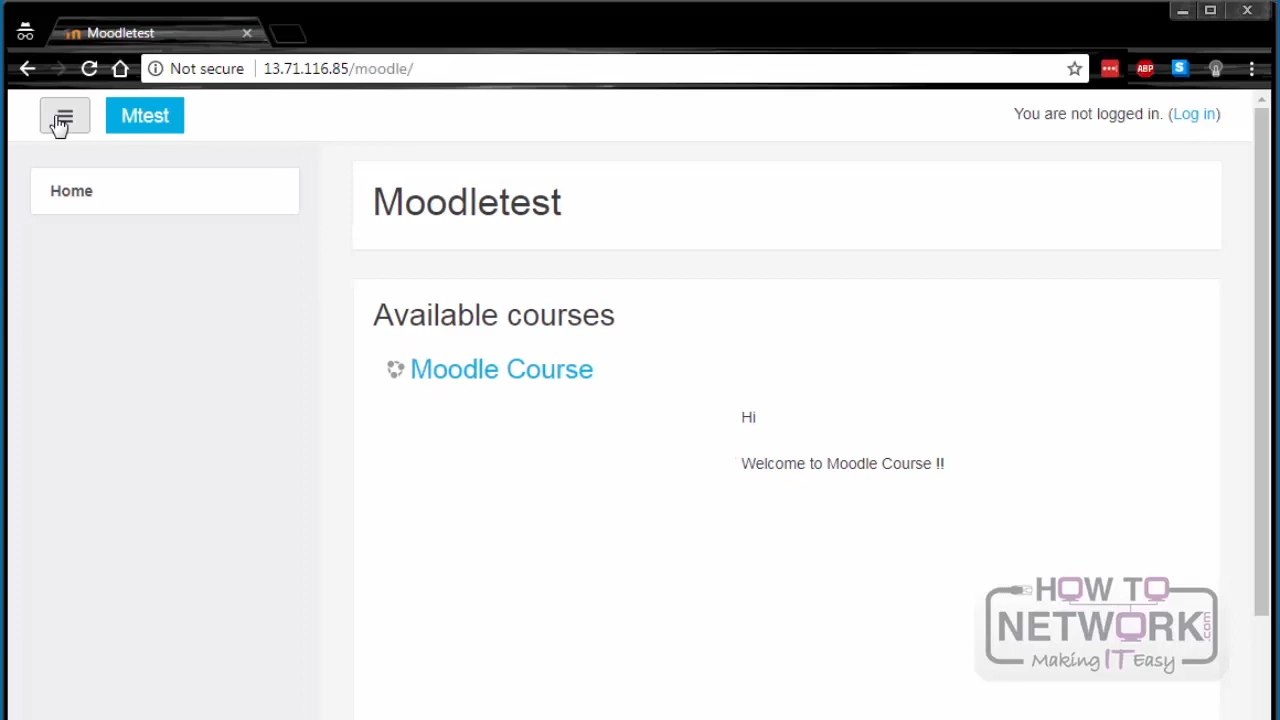 Moodletest
Not secure
13.71.116.85/moodle/
ABP
S
Mtest
You are not logged in. (Log in)
Home
Moodletest
Available courses
Moodle Course
Hi
Welcome to Moodle Course !!
HOW TO
NETWORK.com
Making IT Easy